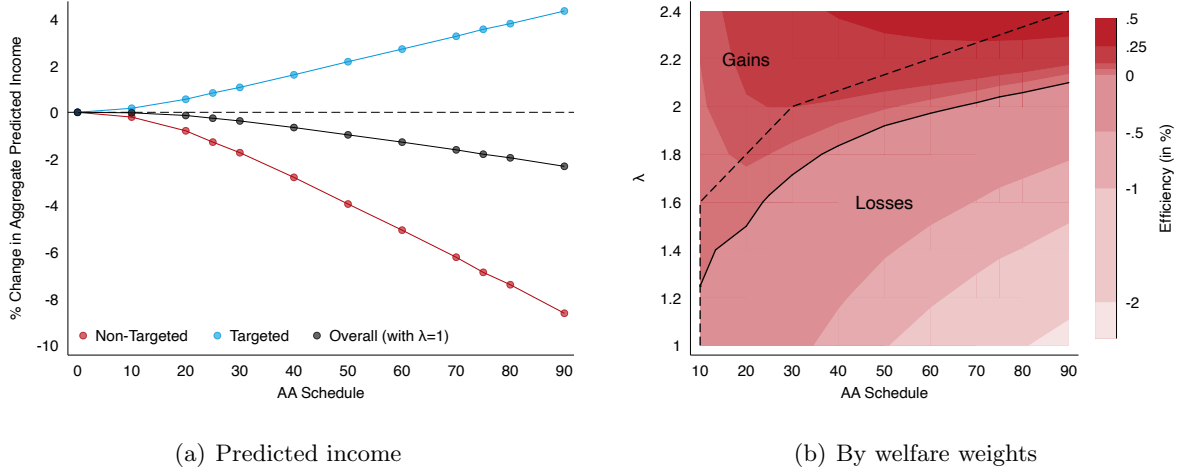 % Change in Aggregate Predicted Income
4
2
0
-2
-4
-6
-8
-10
Non-Targeted
Targeted
Overall (with λ=1)
0 10 20 30 40 50 60 70 80 90
AA Schedule
(a) Predicted income
λ
2.4
2.2
2
1.8
1.6
1.4
1.2
1
Gains
Losses
10 20 30 40 50 60 70 80 90
AA Schedule
.5
.25
0
-.5
-1
-2
Efficiency (in %)
(b) By welfare weights